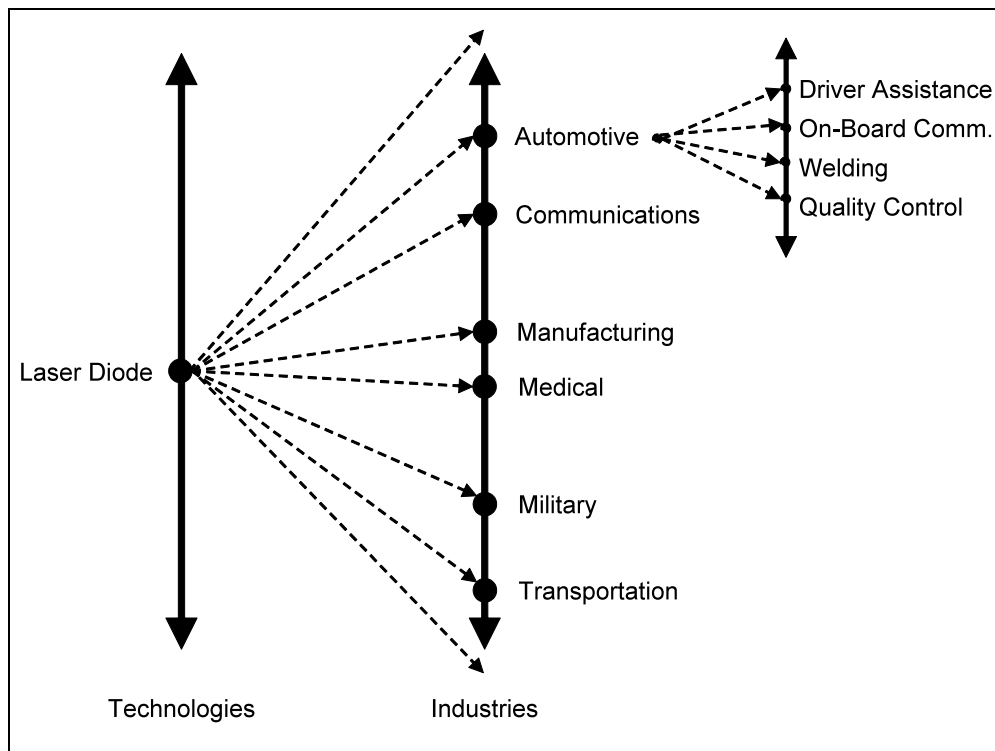 Laser Diode
Technologies
Automotive
Communications
Manufacturing
Medical
Military
Transportation
Industries
Driver Assistance
On-Board Comm.
Welding
Quality Control